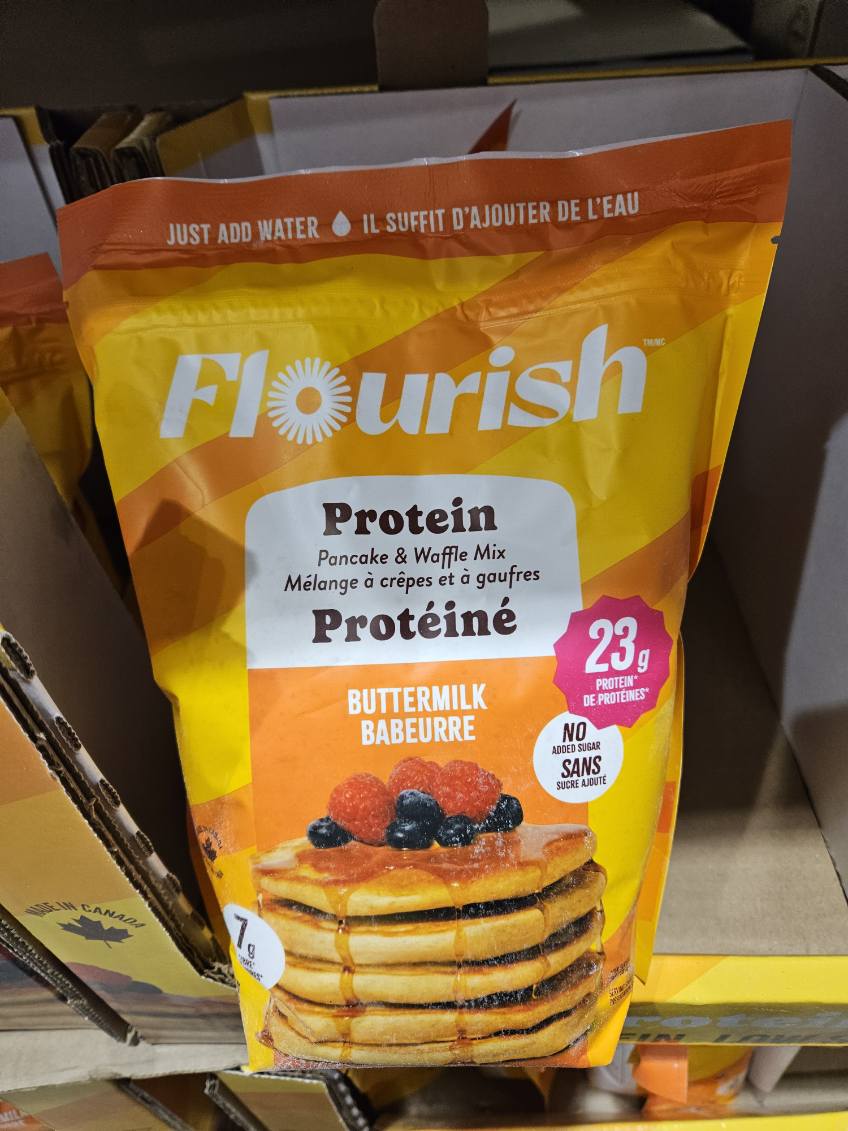 JUST ADD WATER IL SUFFIT D'AJOUTER DE L'EAU
Flourish TM/MC
Protein
Pancake & Waffle Mix
Mélange à crêpes et à gaufres
Protéiné
BUTTERMILK
BABEURRE
23g
PROTEIN*
DE PROTÉINES*
NO
ADDED SUGAR
SANS
SUCRE AJOUTÉ
7g
MADE IN CANADA